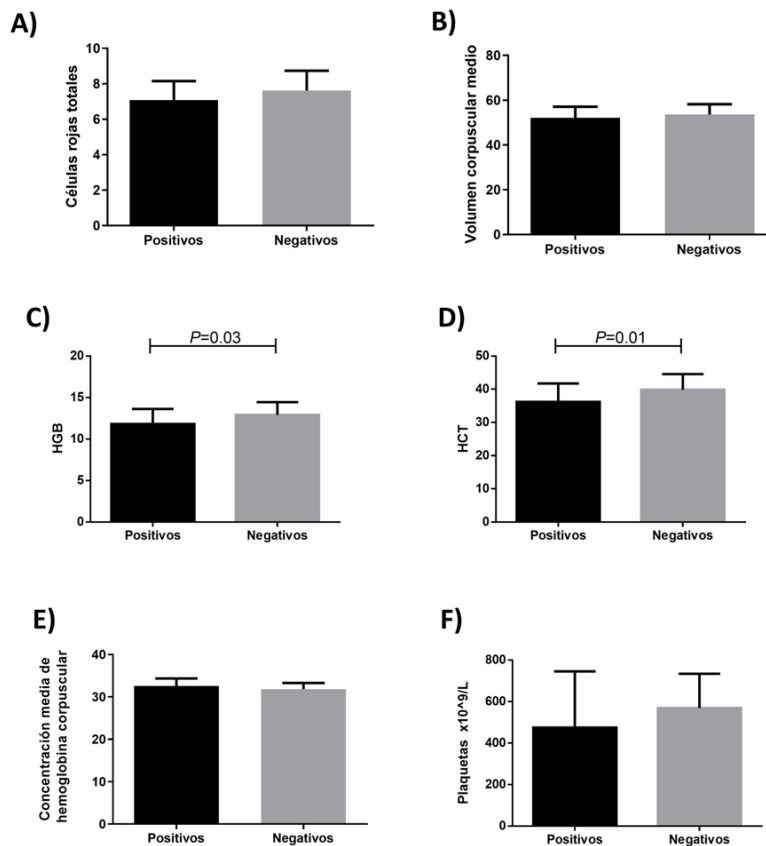 A)
Células rojas totales
10
8
6
4
2
0
Positivos Negativos
B)
Volumen corpuscular medio
80
60
40
20
0
Positivos Negativos
C)
P=0.03
HGB
20
15
10
5
0
Positivos Negativos
D)
P=0.01
HCT
50
40
30
20
10
0
Positivos Negativos
E)
Concentración media de
hemoglobina corpuscular
40
30
20
10
0
Positivos Negativos
F)
Plaquetas x10^9/L
800
600
400
200
0
Positivos Negativos